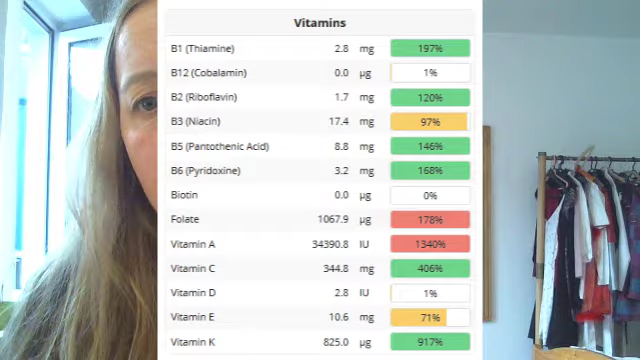 Vitamins
B1 (Thiamine) 2.8 mg 197%
B12 (Cobalamin) 0.0 µg 1%
B2 (Riboflavin) 1.7 mg 120%
B3 (Niacin) 17.4 mg 97%
B5 (Pantothenic Acid) 8.8 mg 146%
B6 (Pyridoxine) 3.2 mg 168%
Biotin 0.0 µg 0%
Folate 1067.9 µg 178%
Vitamin A 34390.8 IU 1340%
Vitamin C 344.8 mg 406%
Vitamin D 2.8 IU 1%
Vitamin E 10.6 mg 71%
Vitamin K 825.0 µg 917%